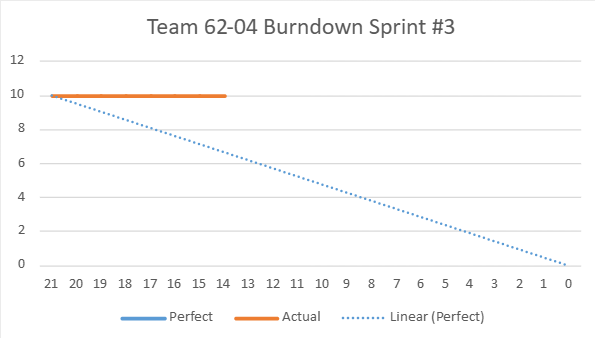 Team 62-04 Burndown Sprint #3
12
10
8
6
4
2
0
21 20 19 18 17 16 15 14 13 12 11 10 9 8 7 6 5 4 3 2 1 0
Perfect Actual Linear (Perfect)